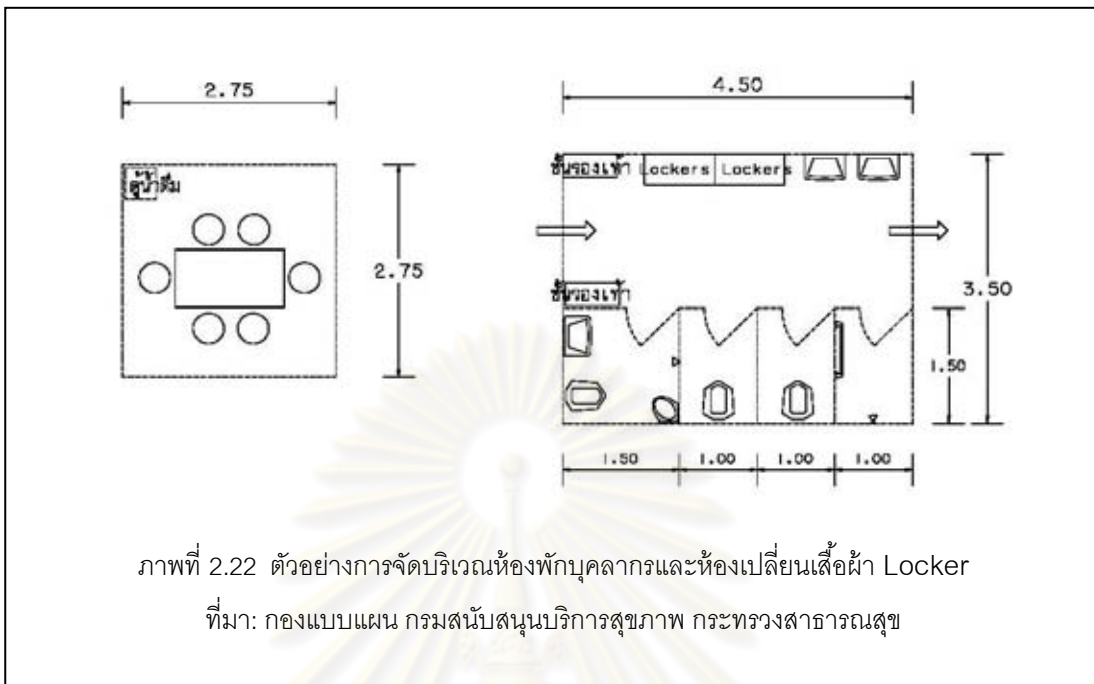 2.75
4.50
ตู้น้ำดื่ม
ชั้นรองเท้า Lockers Lockers
2.75
3.50
ชั้นรองเท้า
1.50
1.50 1.00 1.00 1.00
ภาพที่ 2.22 ตัวอย่างการจัดบริเวณห้องพักบุคลากรและห้องเปลี่ยนเสื้อผ้า Locker
ที่มา: กองแบบแผน กรมสนับสนุนบริการสุขภาพ กระทรวงสาธารณสุข